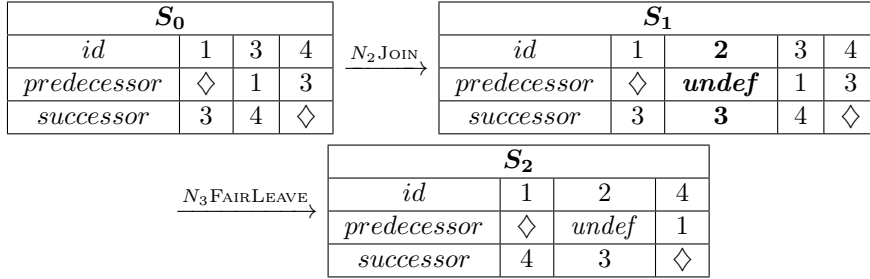 S₀ S₁
id 1 3 4 N₂JOIN id 1 2 3 4
predecessor ◇ 1 3 predecessor ◇ undef 1 3
successor 3 4 ◇ successor 3 3 4 ◇
S₂
N₃FAIRLEAVE id 1 2 4
predecessor ◇ undef 1
successor 4 3 ◇